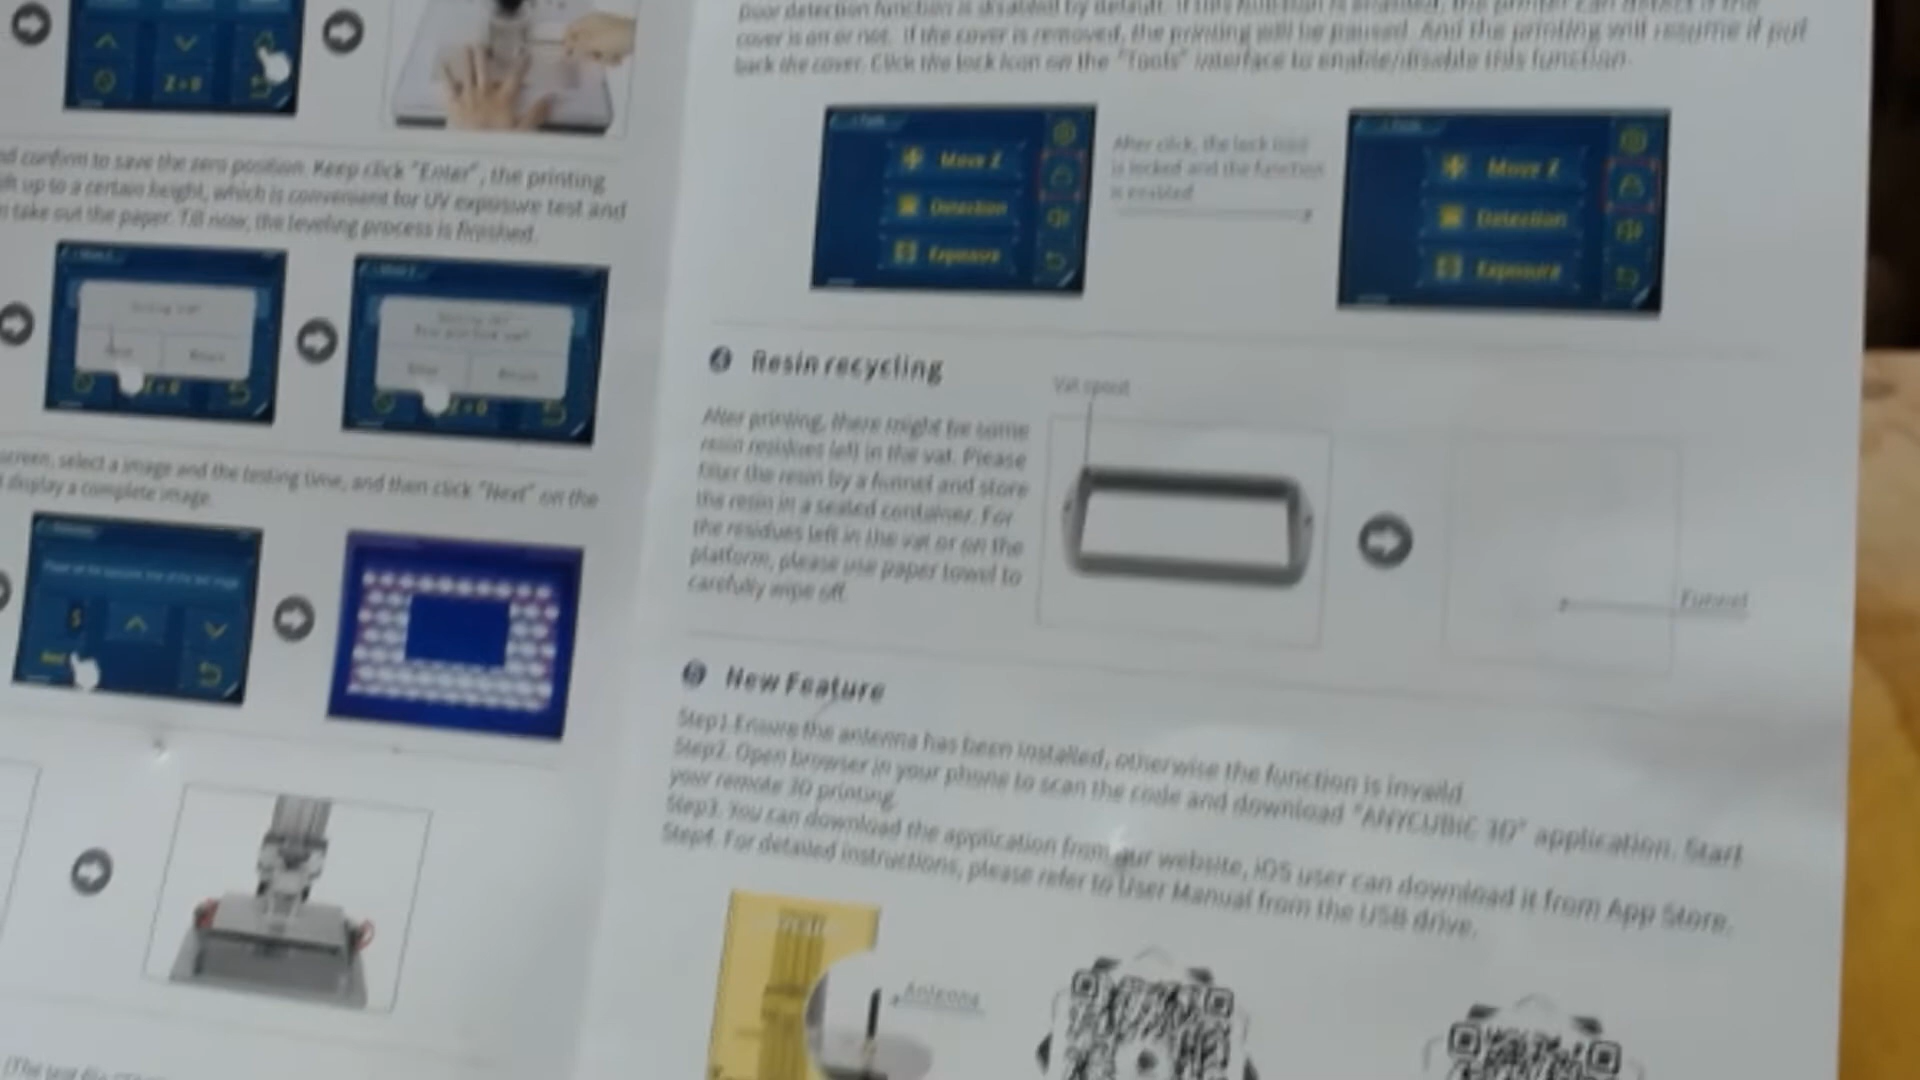 Z=0
nd confirm to save the zero position. Keep click "Enter", the printing
ift up to a certain height, which is convenient for UV exposure test and
n take out the paper. Till now, the leveling process is finished.
screen, select a image and the testing time, and then click "Next" on the
display a complete image.
door detection function is disabled by default. If this function is enabled, the printer can detect if the
cover is on or not. If the cover is removed, the printing will be paused. And the printing will resume if put
back the cover. Click the lock icon on the "Tools" interface to enable/disable this function.
Move Z
Detection
Exposure
After click, the lock icon
is locked and the function
is enabled
Move Z
Detection
Exposure
Resin recycling
After printing, there might be some
resin residues left in the vat. Please
filter the resin by a funnel and store
the resin in a sealed container. For
the residues left in the vat or on the
platform, please use paper towel to
carefully wipe off.
Vat spout
Funnel
New Feature
Step1.Ensure the antenna has been installed, otherwise the function is invaild.
Step2. Open browser in your phone to scan the code and download "ANYCUBIC 3D" application. Start
your remote 3D printing.
Step3. You can download the application from our website, iOS user can download it from App Store.
Step4. For detailed instructions, please refer to User Manual from the USB drive.
Antenna